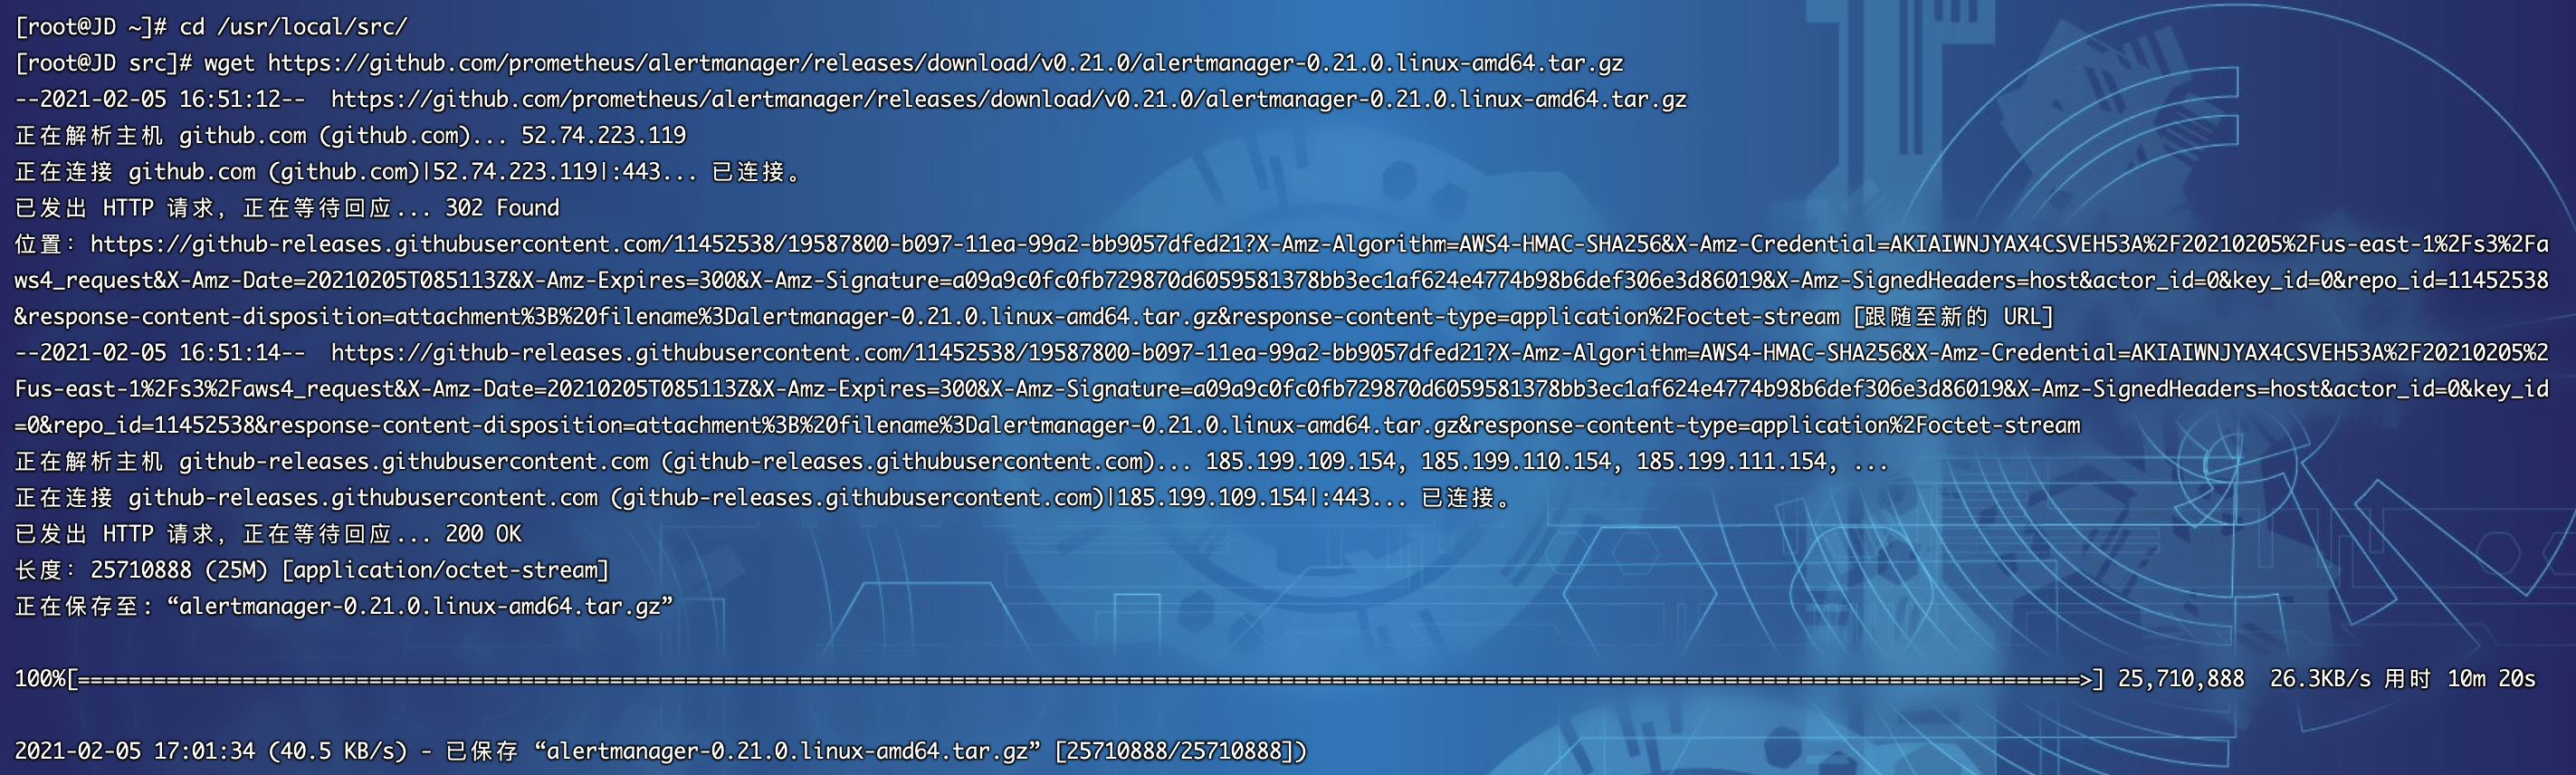 [root@JD ~]# cd /usr/local/src/
[root@JD src]# wget https://github.com/prometheus/alertmanager/releases/download/v0.21.0/alertmanager-0.21.0.linux-amd64.tar.gz
--2021-02-05 16:51:12--  https://github.com/prometheus/alertmanager/releases/download/v0.21.0/alertmanager-0.21.0.linux-amd64.tar.gz
正在解析主机 github.com (github.com)... 52.74.223.119
正在连接 github.com (github.com)|52.74.223.119|:443... 已连接。
已发出 HTTP 请求，正在等待回应... 302 Found
位置：https://github-releases.githubusercontent.com/11452538/19587800-b097-11ea-99a2-bb9057dfed21?X-Amz-Algorithm=AWS4-HMAC-SHA256&X-Amz-Credential=AKIAIWNJYAX4CSVEH53A%2F20210205%2Fus-east-1%2Fs3%2Fa
ws4_request&X-Amz-Date=20210205T085113Z&X-Amz-Expires=300&X-Amz-Signature=a09a9c0fc0fb729870d6059581378bb3ec1af624e4774b98b6def306e3d86019&X-Amz-SignedHeaders=host&actor_id=0&key_id=0&repo_id=11452538
&response-content-disposition=attachment%3B%20filename%3Dalertmanager-0.21.0.linux-amd64.tar.gz&response-content-type=application%2Foctet-stream [跟随至新的 URL]
--2021-02-05 16:51:14--  https://github-releases.githubusercontent.com/11452538/19587800-b097-11ea-99a2-bb9057dfed21?X-Amz-Algorithm=AWS4-HMAC-SHA256&X-Amz-Credential=AKIAIWNJYAX4CSVEH53A%2F20210205%2
Fus-east-1%2Fs3%2Faws4_request&X-Amz-Date=20210205T085113Z&X-Amz-Expires=300&X-Amz-Signature=a09a9c0fc0fb729870d6059581378bb3ec1af624e4774b98b6def306e3d86019&X-Amz-SignedHeaders=host&actor_id=0&key_id
=0&repo_id=11452538&response-content-disposition=attachment%3B%20filename%3Dalertmanager-0.21.0.linux-amd64.tar.gz&response-content-type=application%2Foctet-stream
正在解析主机 github-releases.githubusercontent.com (github-releases.githubusercontent.com)... 185.199.109.154, 185.199.110.154, 185.199.111.154, ...
正在连接 github-releases.githubusercontent.com (github-releases.githubusercontent.com)|185.199.109.154|:443... 已连接。
已发出 HTTP 请求，正在等待回应... 200 OK
长度：25710888 (25M) [application/octet-stream]
正在保存至: “alertmanager-0.21.0.linux-amd64.tar.gz”
100%[==============================================================================================================================================================>] 25,710,888  26.3KB/s 用时 10m 20s
2021-02-05 17:01:34 (40.5 KB/s) - 已保存 “alertmanager-0.21.0.linux-amd64.tar.gz” [25710888/25710888])